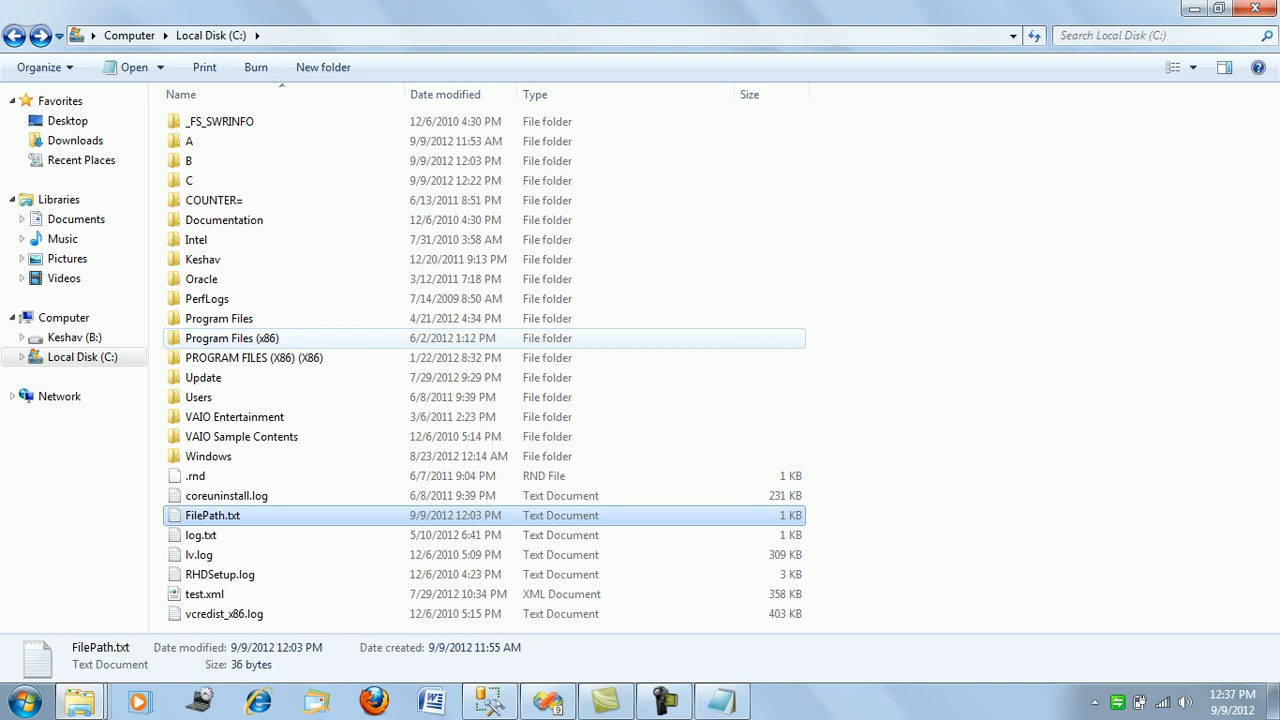 Computer Local Disk (C:) Search Local Disk (C:)
Organize Open Print Burn New folder
Name Date modified Type Size
Favorites
Desktop
Downloads
Recent Places
Libraries
Documents
Music
Pictures
Videos
Computer
Keshav (B:)
Local Disk (C:)
Network
_FS_SWRINFO 12/6/2010 4:30 PM File folder
A 9/9/2012 11:53 AM File folder
B 9/9/2012 12:03 PM File folder
C 9/9/2012 12:22 PM File folder
COUNTER= 6/13/2011 8:51 PM File folder
Documentation 12/6/2010 4:30 PM File folder
Intel 7/31/2010 3:58 AM File folder
Keshav 12/20/2011 9:13 PM File folder
Oracle 3/12/2011 7:18 PM File folder
PerfLogs 7/14/2009 8:50 AM File folder
Program Files 4/21/2012 4:34 PM File folder
Program Files (x86) 6/2/2012 1:12 PM File folder
PROGRAM FILES (X86) (X86) 1/22/2012 8:32 PM File folder
Update 7/29/2012 9:29 PM File folder
Users 6/8/2011 9:39 PM File folder
VAIO Entertainment 3/6/2011 2:23 PM File folder
VAIO Sample Contents 12/6/2010 5:14 PM File folder
Windows 8/23/2012 12:14 AM File folder
.rnd 6/7/2011 9:04 PM RND File 1 KB
coreuninstall.log 6/8/2011 9:39 PM Text Document 231 KB
FilePath.txt 9/9/2012 12:03 PM Text Document 1 KB
log.txt 5/10/2012 6:41 PM Text Document 1 KB
lv.log 12/6/2010 5:09 PM Text Document 309 KB
RHDSetup.log 12/6/2010 4:23 PM Text Document 3 KB
test.xml 7/29/2012 10:34 PM XML Document 358 KB
vcredist_x86.log 12/6/2010 5:15 PM Text Document 403 KB
FilePath.txt Date modified: 9/9/2012 12:03 PM Date created: 9/9/2012 11:55 AM
Text Document Size: 36 bytes
12:37 PM
9/9/2012